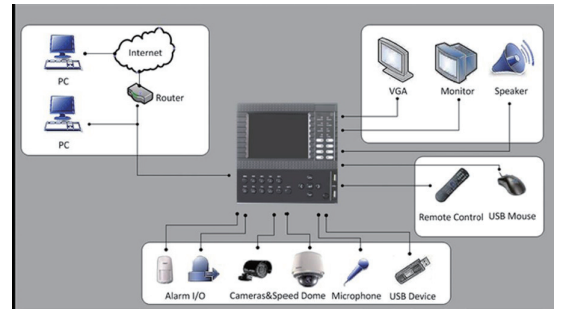 Internet
PC
Router
PC
VGA Monitor Speaker
Remote Control USB Mouse
Alarm I/O Cameras&Speed Dome Microphone USB Device